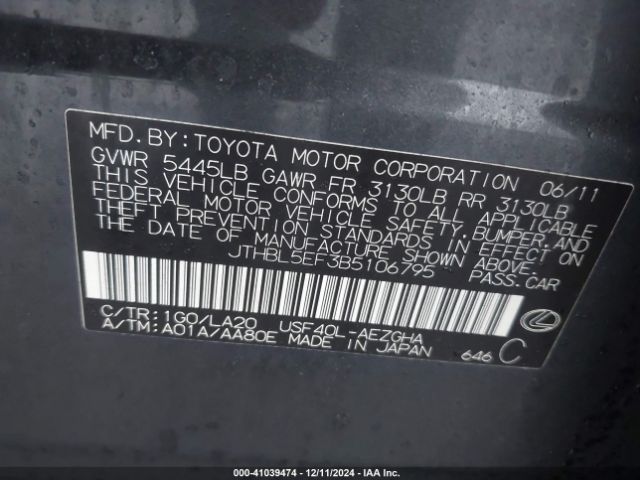 MFD. BY: TOYOTA MOTOR CORPORATION 06/11
GVWR 5445LB GAWR FR 3130LB RR 3130LB
THIS VEHICLE CONFORMS TO ALL APPLICABLE
FEDERAL MOTOR VEHICLE SAFETY, BUMPER, AND
THEFT PREVENTION STANDARDS IN EFFECT ON
THE DATE OF MANUFACTURE SHOWN ABOVE.
JTHBL5EF3B5106795 PASS. CAR
C/TR: 1G0/LA20 USF40L-AEZGHA
A/TM: A01A/AA80E MADE IN JAPAN 646 C
000-41039474 - 12/11/2024 - IAA Inc.